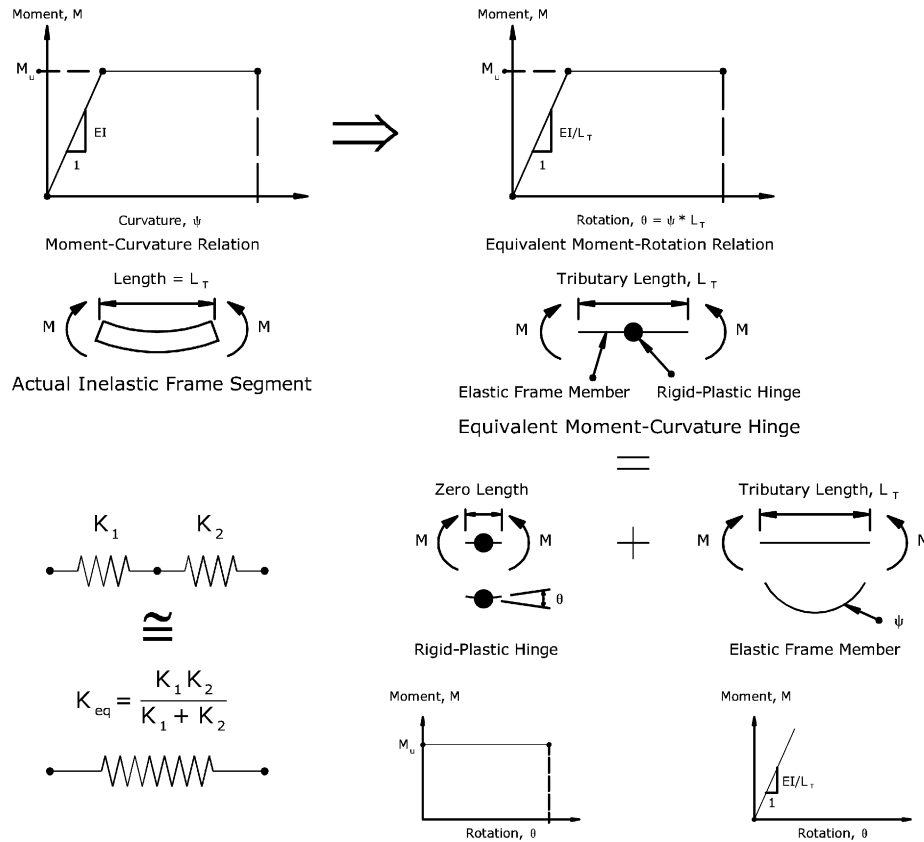 Moment, M
M u
EI
1
Curvature, ψ
Moment-Curvature Relation
Moment, M
M u
EI/L T
1
Rotation, θ = ψ * L T
Equivalent Moment-Rotation Relation
Length = L T
M
M
Actual Inelastic Frame Segment
Tributary Length, L T
M
M
Elastic Frame Member
Rigid-Plastic Hinge
Equivalent Moment-Curvature Hinge
=
Zero Length
M
M
θ
Rigid-Plastic Hinge
+
Tributary Length, L T
M
M
ψ
Elastic Frame Member
K 1
K 2
≅
K eq = K 1 K 2 / K 1 + K 2
Moment, M
M u
Rotation, θ
Moment, M
EI/L T
1
Rotation, θ